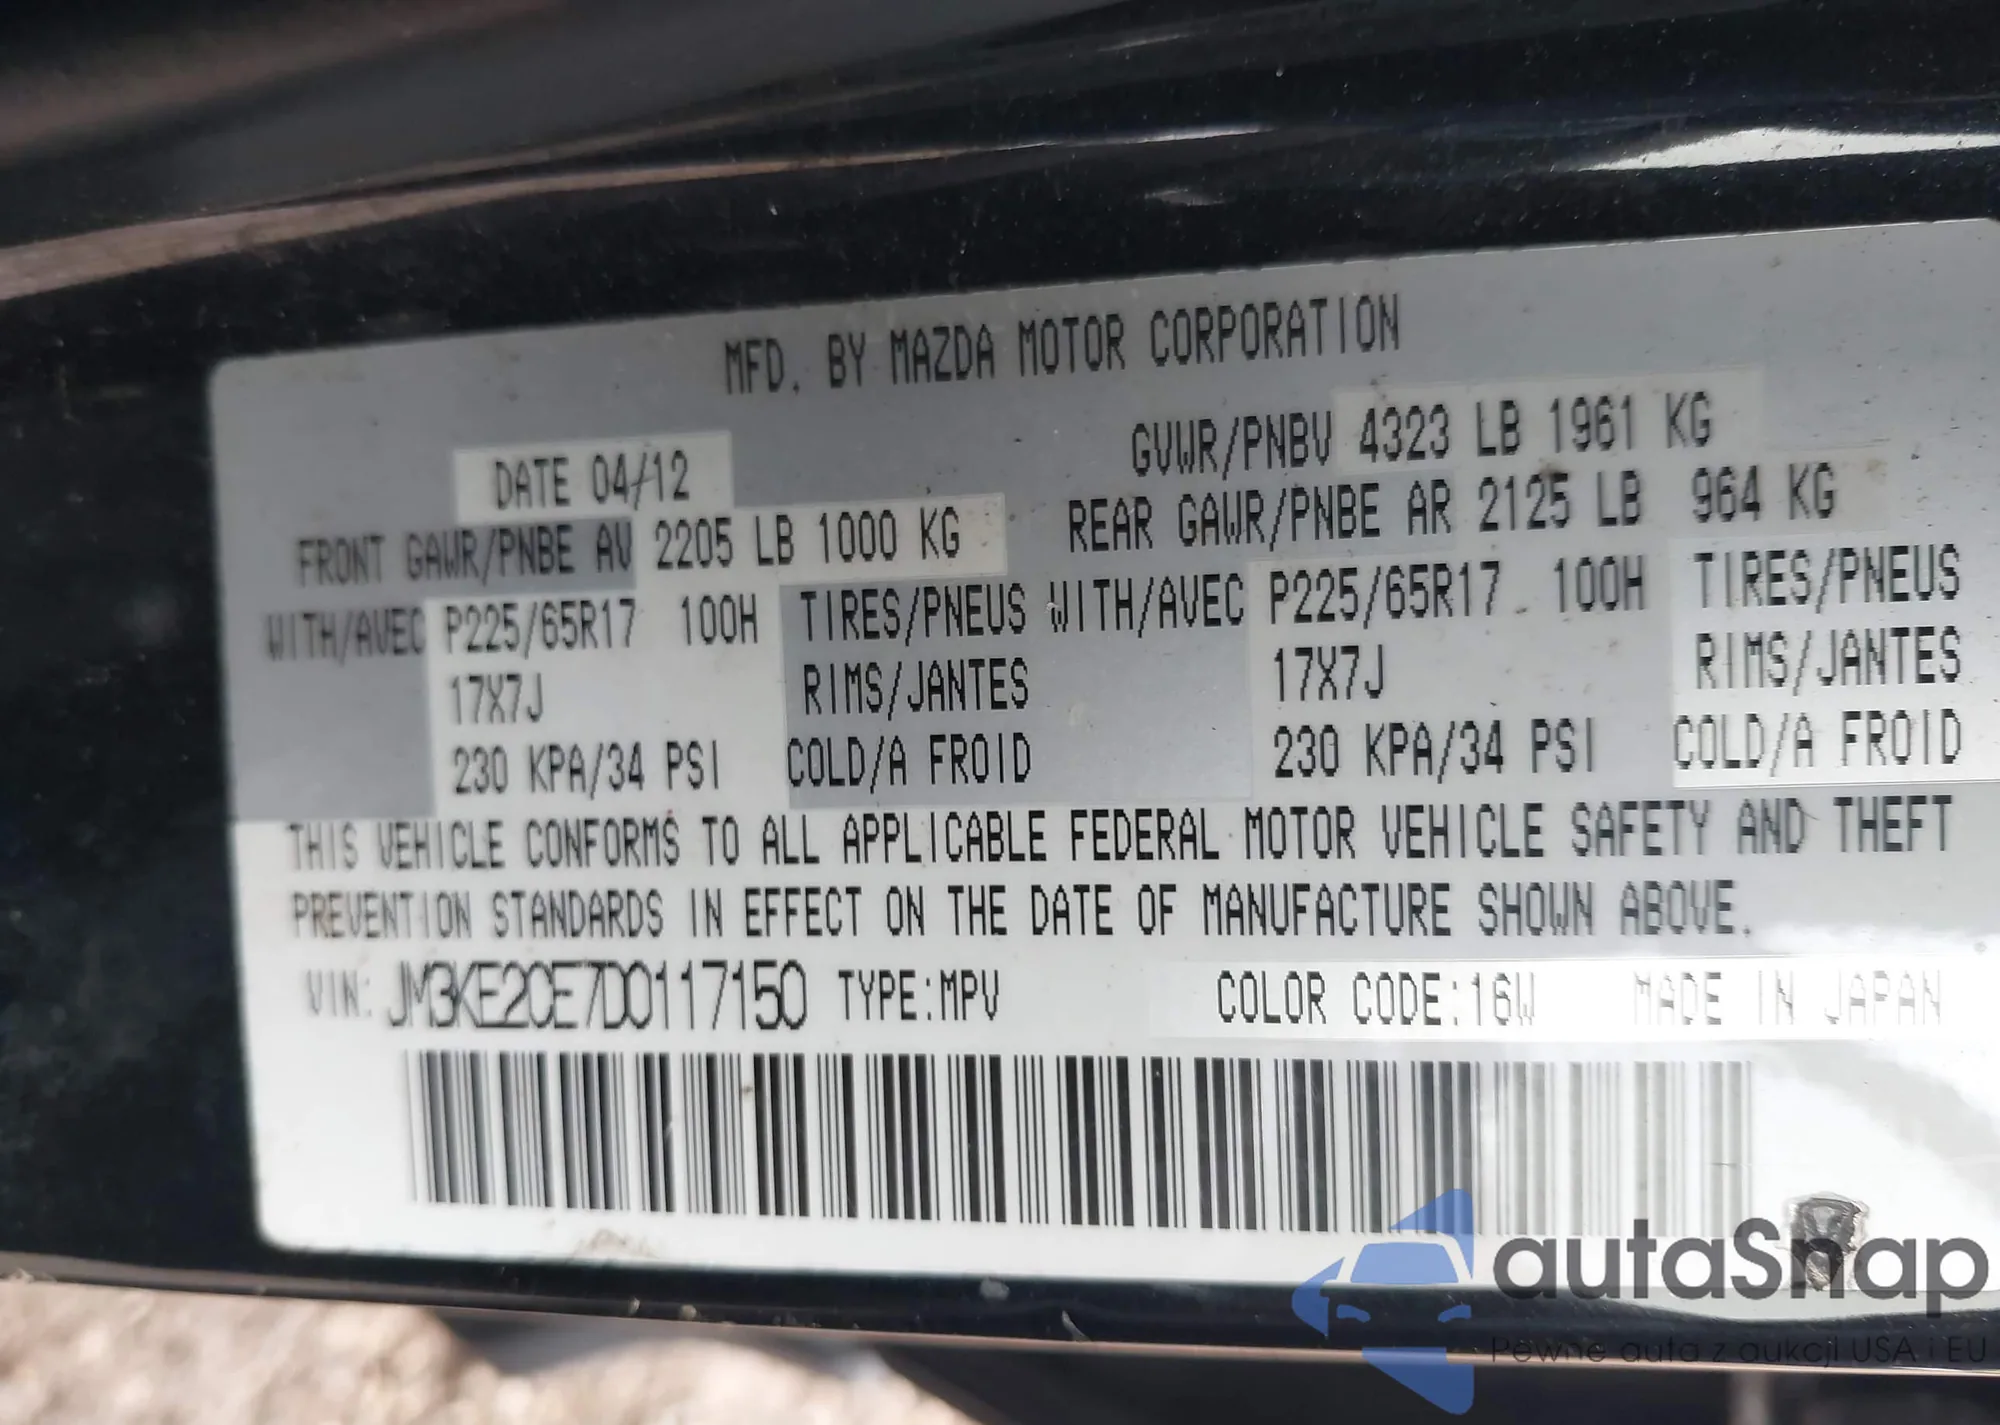 MFD. BY MAZDA MOTOR CORPORATION
DATE 04/12 GVWR/PNBV 4323 LB 1961 KG
FRONT GAWR/PNBE AV 2205 LB 1000 KG REAR GAWR/PNBE AR 2125 LB 964 KG
WITH/AVEC P225/65R17 100H TIRES/PNEUS WITH/AVEC P225/65R17 100H TIRES/PNEUS
17X7J RIMS/JANTES 17X7J RIMS/JANTES
230 KPA/34 PSI COLD/A FROID 230 KPA/34 PSI COLD/A FROID
THIS VEHICLE CONFORMS TO ALL APPLICABLE FEDERAL MOTOR VEHICLE SAFETY AND THEFT
PREVENTION STANDARDS IN EFFECT ON THE DATE OF MANUFACTURE SHOWN ABOVE.
VIN: JM3KE2CE7D0117150 TYPE:MPV COLOR CODE:16W MADE IN JAPAN
autaSnap
Pewne auta z aukcji USA i EU